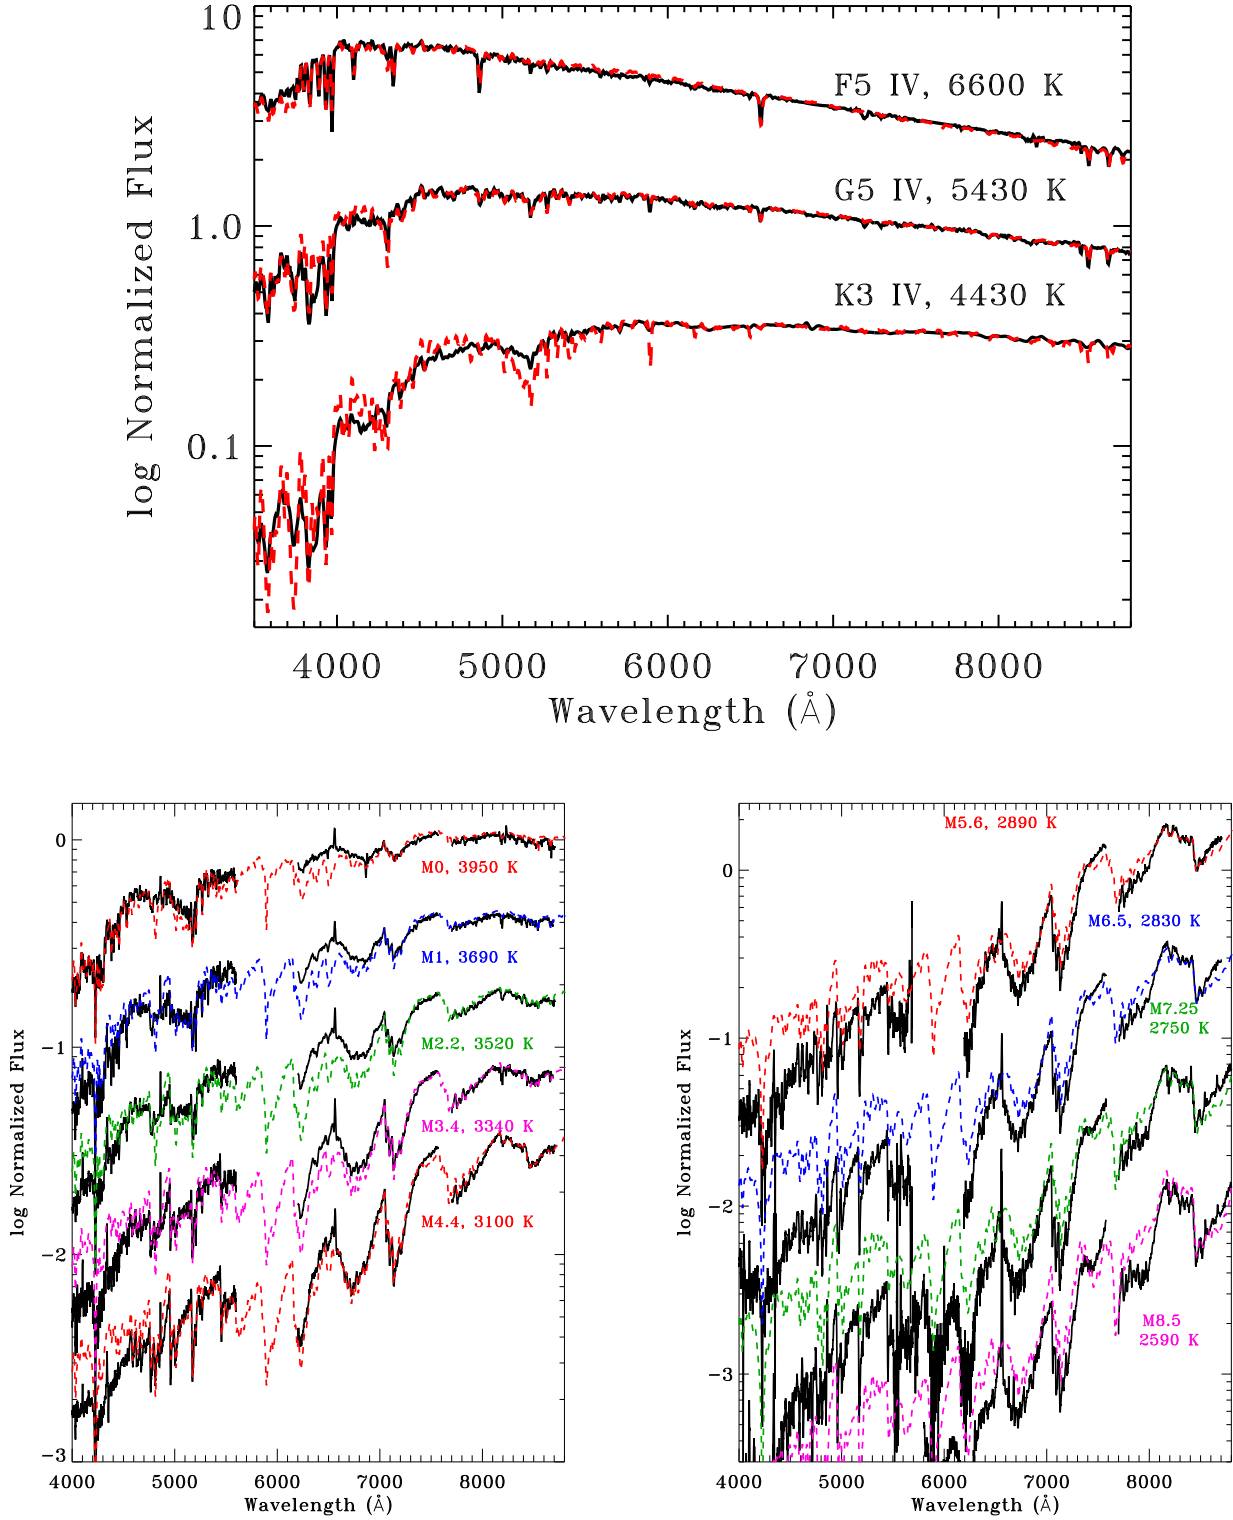 10
F5 IV, 6600 K
G5 IV, 5430 K
1.0
K3 IV, 4430 K
0.1
log Normalized Flux
4000 5000 6000 7000 8000
Wavelength (Å)
0
M0, 3950 K
M1, 3690 K
-1
M2.2, 3520 K
M3.4, 3340 K
M4.4, 3100 K
-2
-3
log Normalized Flux
4000 5000 6000 7000 8000
Wavelength (Å)
M5.6, 2890 K
0
M6.5, 2830 K
M7.25
2750 K
-1
-2
M8.5
2590 K
-3
log Normalized Flux
4000 5000 6000 7000 8000
Wavelength (Å)